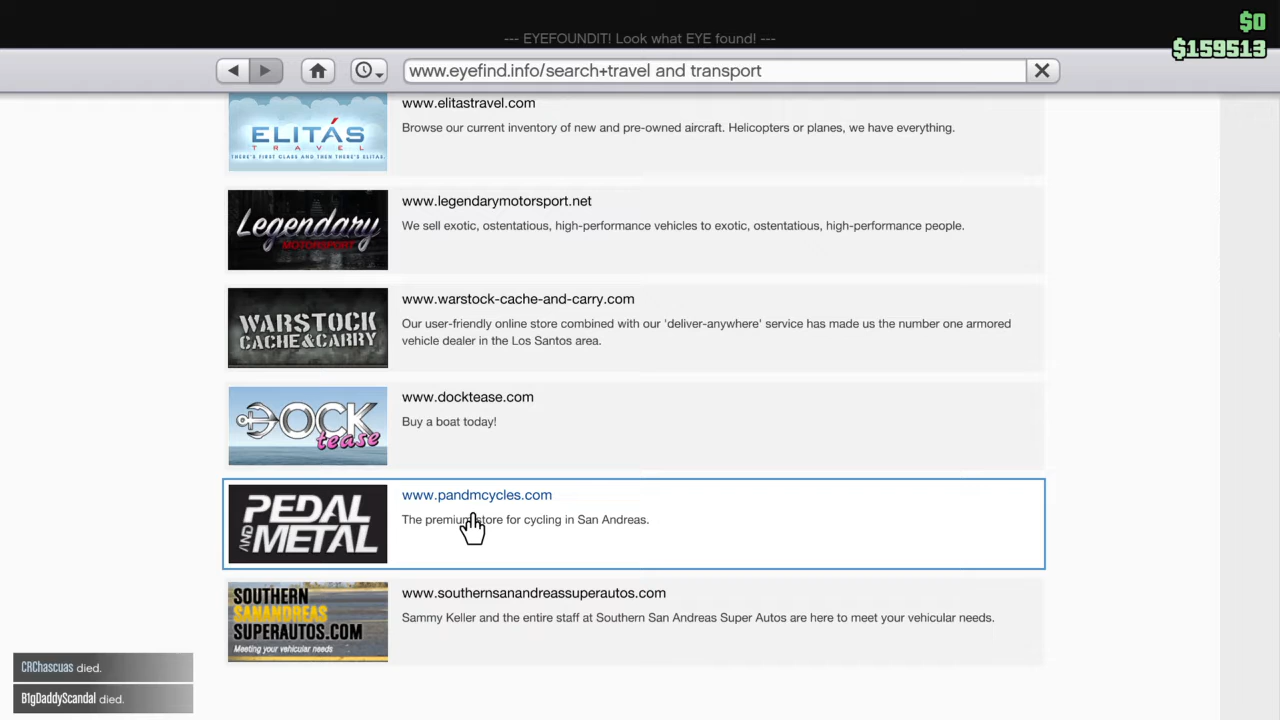 $0
$159513
--- EYEFOUNDIT! Look what EYE found! ---
www.eyefind.info/search+travel and transport
ELITÁS
TRAVEL
THERE'S FIRST CLASS AND THEN THERE'S ELITAS.
www.elitastravel.com
Browse our current inventory of new and pre-owned aircraft. Helicopters or planes, we have everything.
Legendary
MOTORSPORT
www.legendarymotorsport.net
We sell exotic, ostentatious, high-performance vehicles to exotic, ostentatious, high-performance people.
WARSTOCK
CACHE&CARRY
www.warstock-cache-and-carry.com
Our user-friendly online store combined with our 'deliver-anywhere' service has made us the number one armored
vehicle dealer in the Los Santos area.
DOCK
tease
www.docktease.com
Buy a boat today!
PEDAL
AND METAL
www.pandmcycles.com
The premium store for cycling in San Andreas.
SOUTHERN
SANANDREAS
SUPERAUTOS.COM
Meeting your vehicular needs
www.southernsanandreassuperautos.com
Sammy Keller and the entire staff at Southern San Andreas Super Autos are here to meet your vehicular needs.
CRChascuas died.
B1gDaddyScandal died.